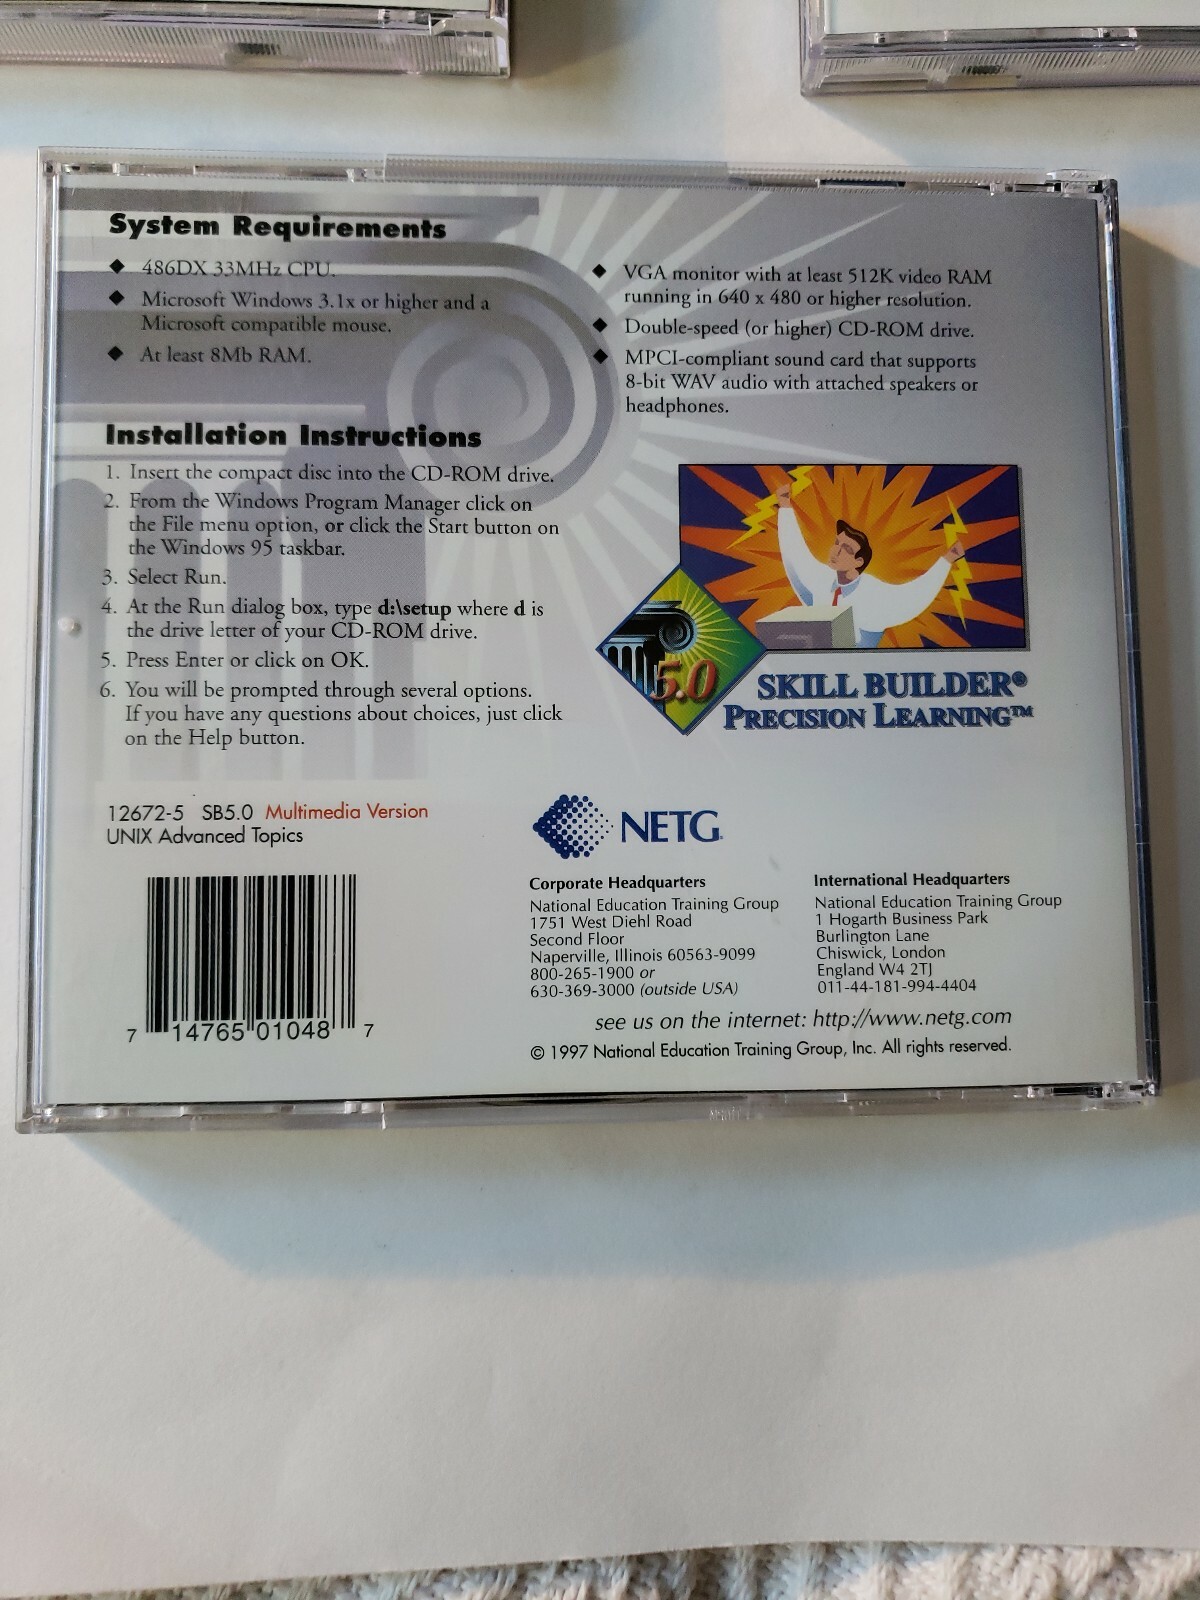 System Requirements
◆ 486DX 33MHz CPU.
◆ Microsoft Windows 3.1x or higher and a
Microsoft compatible mouse.
◆ At least 8Mb RAM.
◆ VGA monitor with at least 512K video RAM
running in 640 x 480 or higher resolution.
◆ Double-speed (or higher) CD-ROM drive.
◆ MPCI-compliant sound card that supports
8-bit WAV audio with attached speakers or
headphones.
Installation Instructions
1. Insert the compact disc into the CD-ROM drive.
2. From the Windows Program Manager click on
the File menu option, or click the Start button on
the Windows 95 taskbar.
3. Select Run.
4. At the Run dialog box, type d:\setup where d is
the drive letter of your CD-ROM drive.
5. Press Enter or click on OK.
6. You will be prompted through several options.
If you have any questions about choices, just click
on the Help button.
5.0
SKILL BUILDER®
PRECISION LEARNING™
12672-5 SB5.0 Multimedia Version
UNIX Advanced Topics
7 14765 01048 7
NETG
Corporate Headquarters
National Education Training Group
1751 West Diehl Road
Second Floor
Naperville, Illinois 60563-9099
800-265-1900 or
630-369-3000 (outside USA)
International Headquarters
National Education Training Group
1 Hogarth Business Park
Burlington Lane
Chiswick, London
England W4 2TJ
011-44-181-994-4404
see us on the internet: http://www.netg.com
© 1997 National Education Training Group, Inc. All rights reserved.